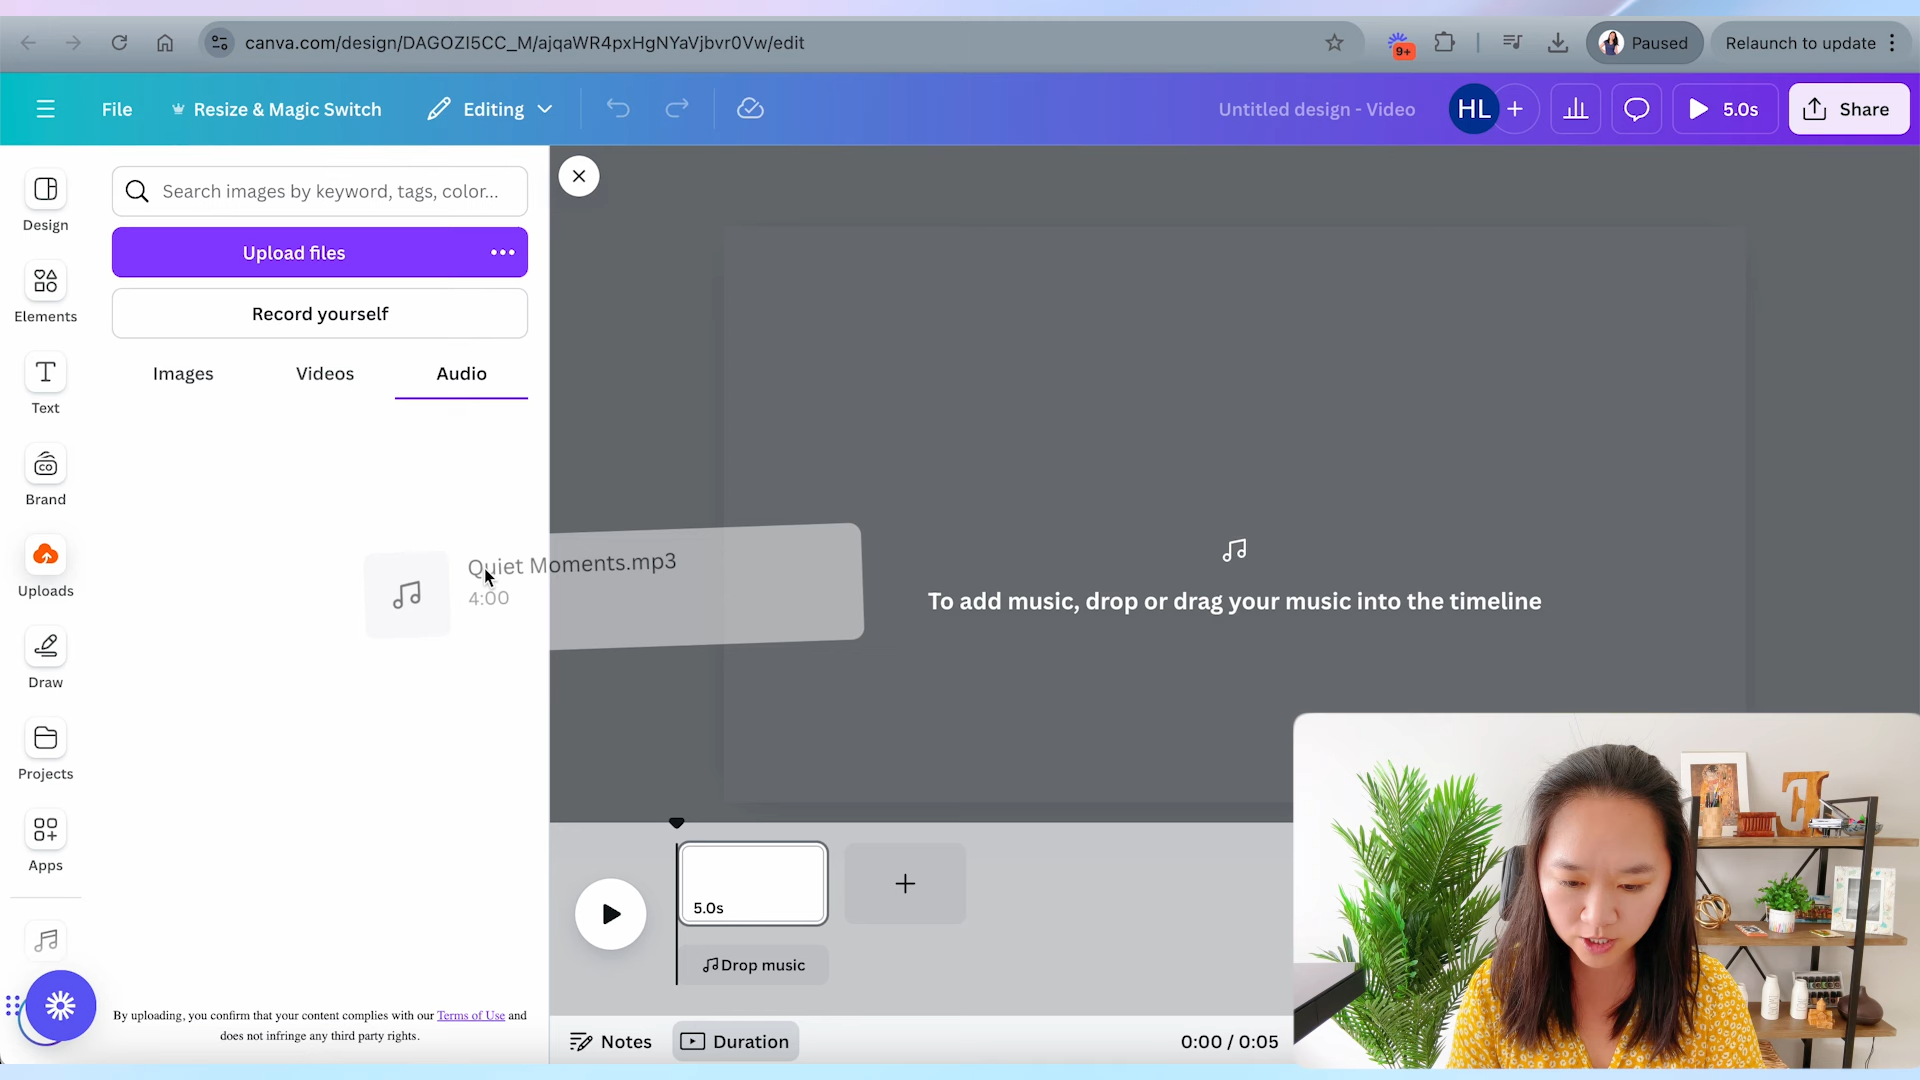 canva.com/design/DAGOZI5CC_M/ajqaWR4pxHgNYaVjbvr0Vw/edit
9+
Paused
Relaunch to update
File
Resize & Magic Switch
Editing
Untitled design - Video
HL
5.0s
Share
Search images by keyword, tags, color...
Design
Upload files
Elements
Record yourself
Images
Videos
Audio
Text
Brand
CO
Uploads
Quiet Moments.mp3
4:00
To add music, drop or drag your music into the timeline
Draw
Projects
Apps
5.0s
Drop music
By uploading, you confirm that your content complies with our Terms of Use and
does not infringe any third party rights.
Notes
Duration
0:00 / 0:05